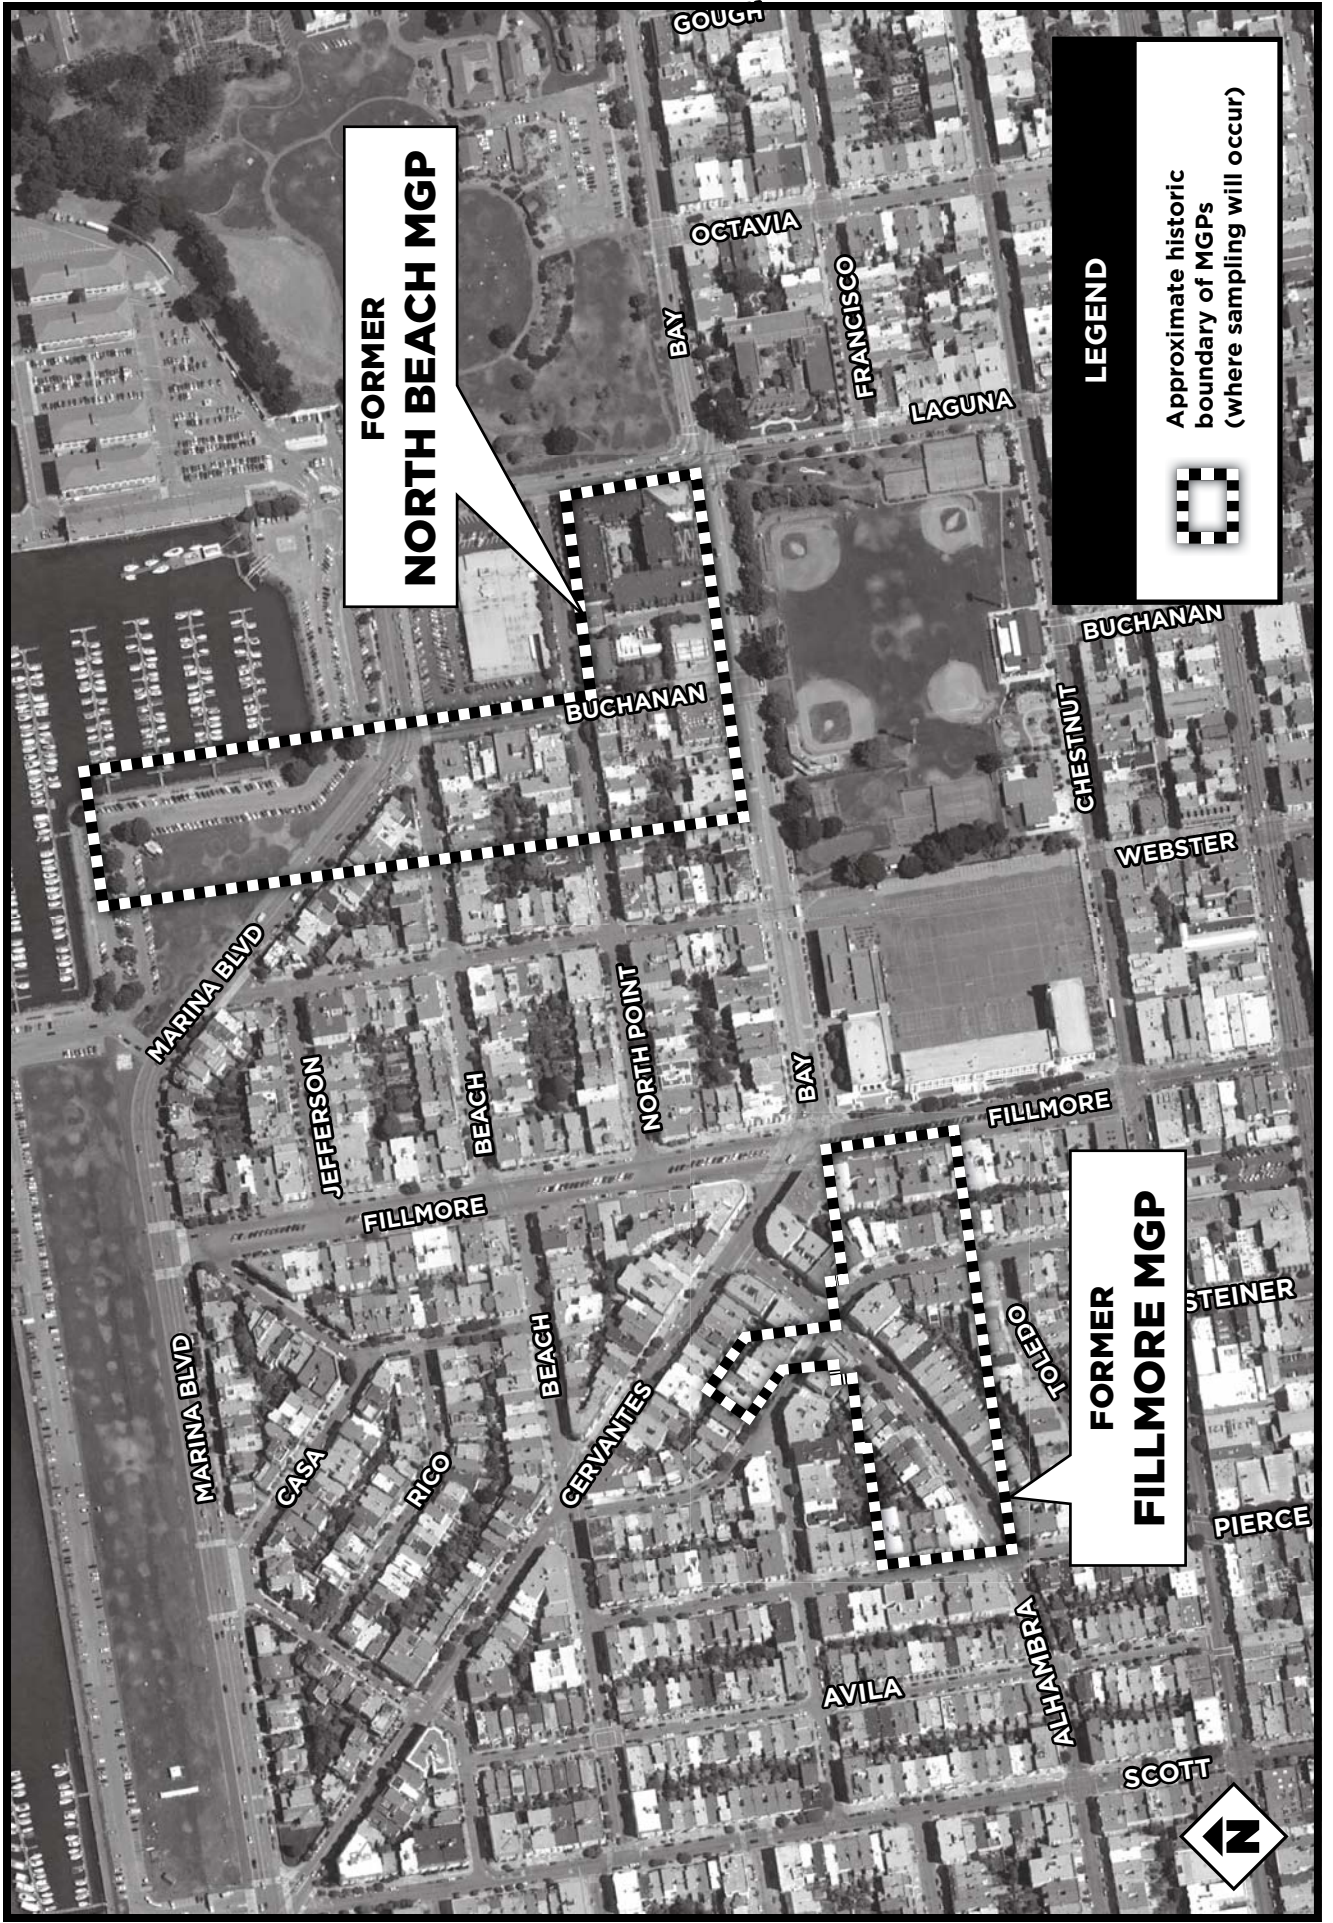 MARINA BLVD
MARINA BLVD
CASA
JEFFERSON
FORMER
NORTH BEACH MGP
RICO
FILLMORE
BEACH
BEACH
CERVANTES
NORTH POINT
BUCHANAN
BAY
GOUGH
OCTAVIA
BAY
FRANCISCO
AVILA
LAGUNA
TOLEDO
ALHAMBRA
FILLMORE
CHESTNUT
FORMER
FILLMORE MGP
BUCHANAN
SCOTT
WEBSTER
STEINER
PIERCE
LEGEND
Approximate historic
boundary of MGPs
(where sampling will occur)
N